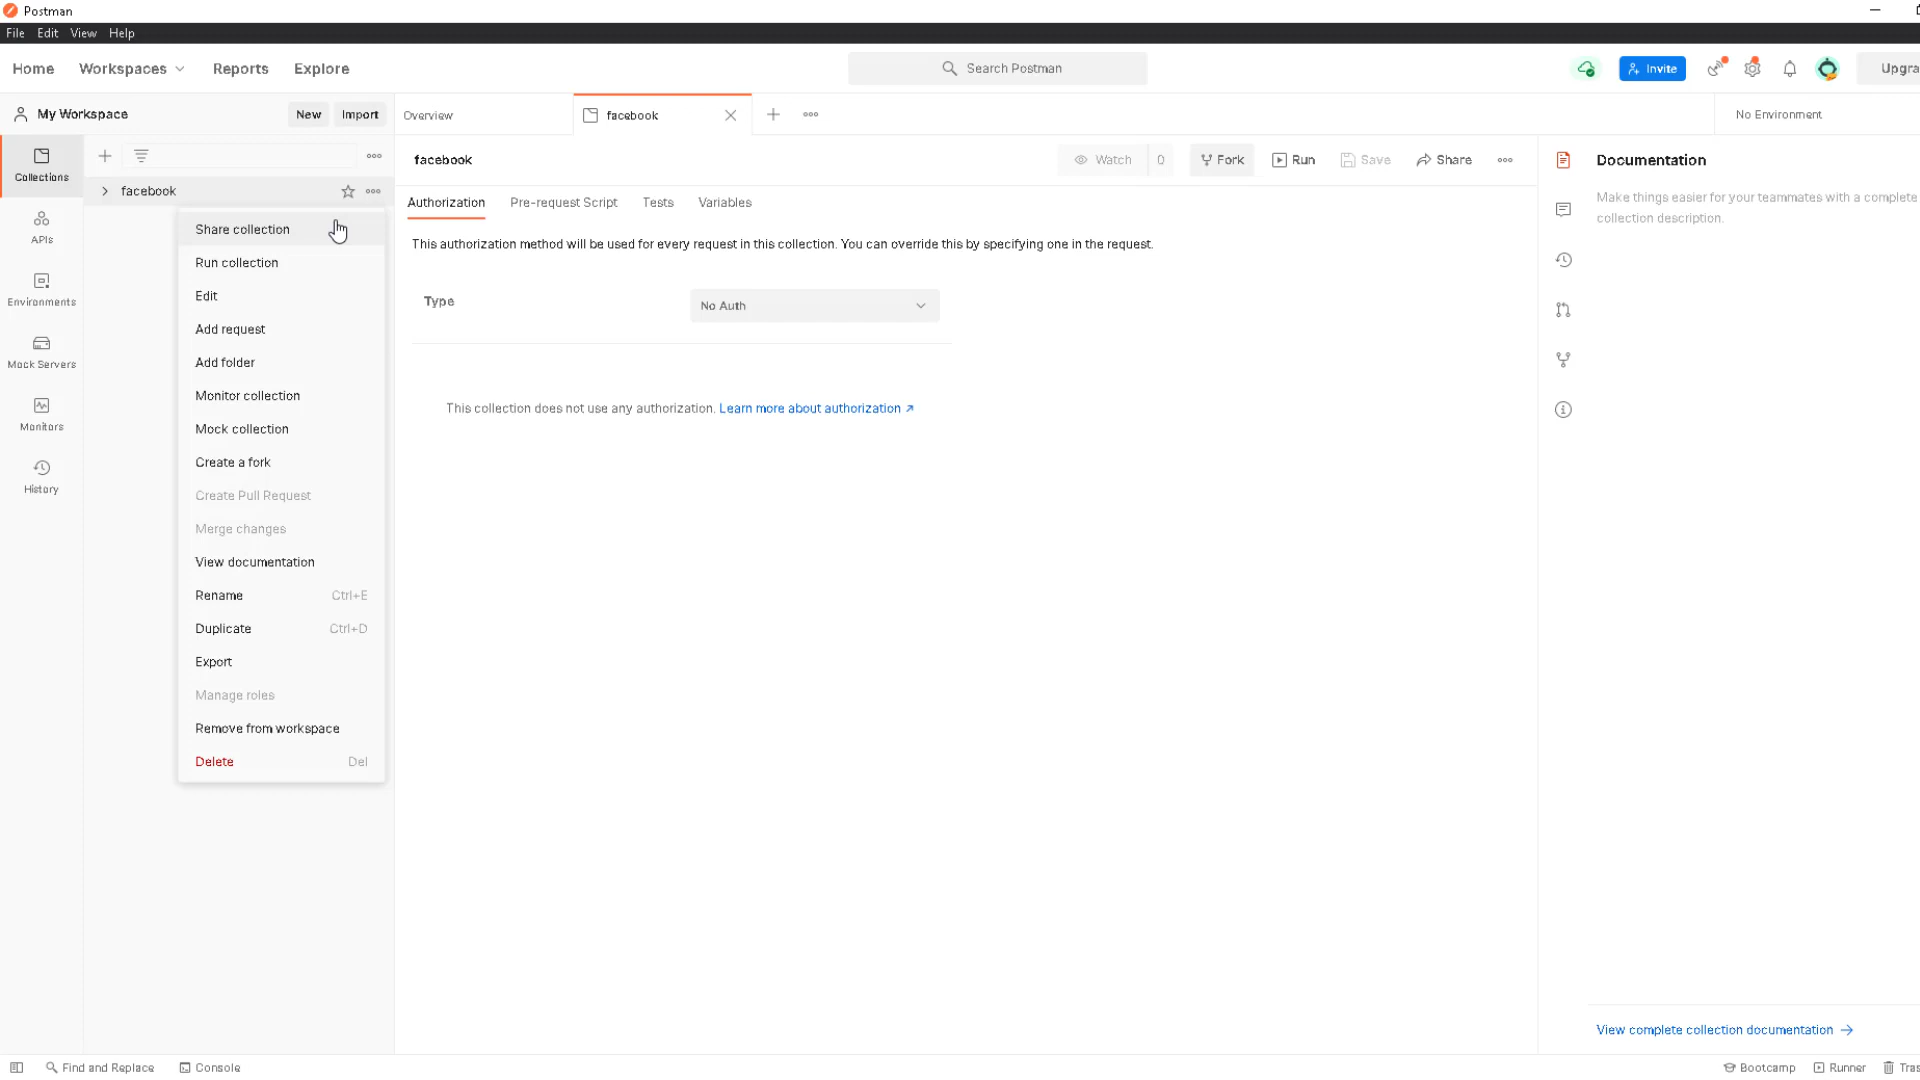 Postman
File Edit View Help
Home Workspaces Reports Explore Search Postman Invite
My Workspace New Import Overview facebook No Environment
Collections
facebook
facebook Watch 0 Fork Run Save Share
Authorization Pre-request Script Tests Variables
This authorization method will be used for every request in this collection. You can override this by specifying one in the request.
Type No Auth
This collection does not use any authorization. Learn more about authorization
APIs
Environments
Mock Servers
Monitors
History
Share collection
Run collection
Edit
Add request
Add folder
Monitor collection
Mock collection
Create a fork
Create Pull Request
Merge changes
View documentation
Rename Ctrl+E
Duplicate Ctrl+D
Export
Manage roles
Remove from workspace
Delete Del
Documentation
Make things easier for your teammates with a complete
collection description.
View complete collection documentation
Find and Replace Console Bootcamp Runner